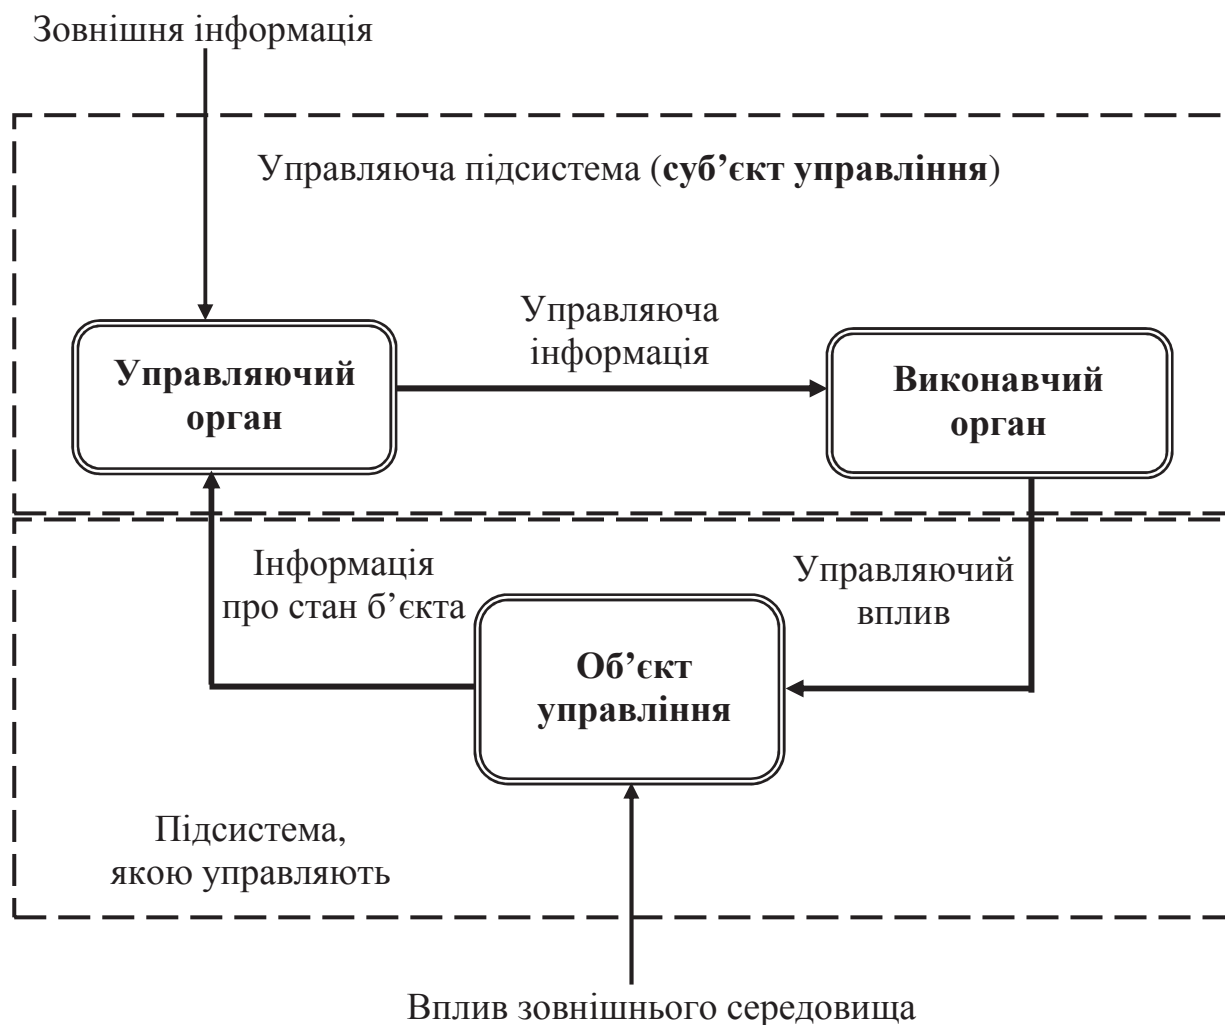 Зовнішня інформація
Управляюча підсистема (суб’єкт управління)
Управляюча
інформація
Управляючий
орган
Виконавчий
орган
Інформація
про стан б’єкта
Управляючий
вплив
Об’єкт
управління
Підсистема,
якою управляють
Вплив зовнішнього середовища